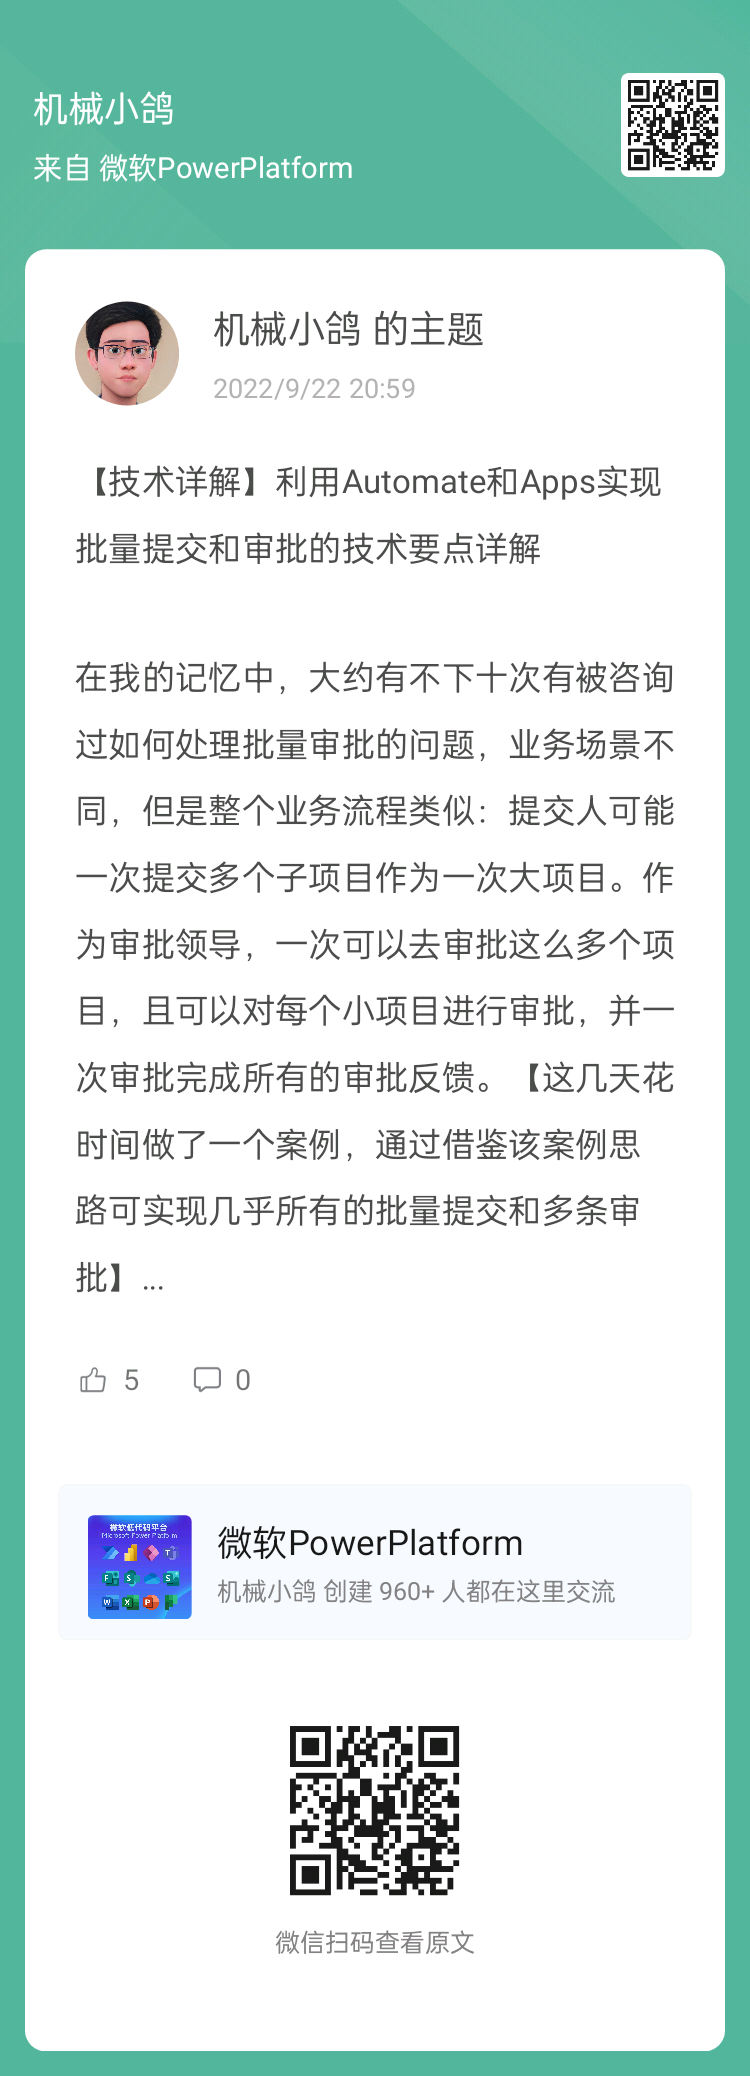 机械小鸽
来自 微软PowerPlatform
机械小鸽 的主题
2022/9/22 20:59
【技术详解】利用Automate和Apps实现
批量提交和审批的技术要点详解
在我的记忆中，大约有不下十次有被咨询
过如何处理批量审批的问题，业务场景不
同，但是整个业务流程类似：提交人可能
一次提交多个子项目作为一次大项目。作
为审批领导，一次可以去审批这么多个项
目，且可以对每个小项目进行审批，并一
次审批完成所有的审批反馈。【这几天花
时间做了一个案例，通过借鉴该案例思
路可实现几乎所有的批量提交和多条审
批】...
5 0
微软低代码平台
Microsoft Power Platform
微软PowerPlatform
机械小鸽 创建 960+ 人都在这里交流
微信扫码查看原文